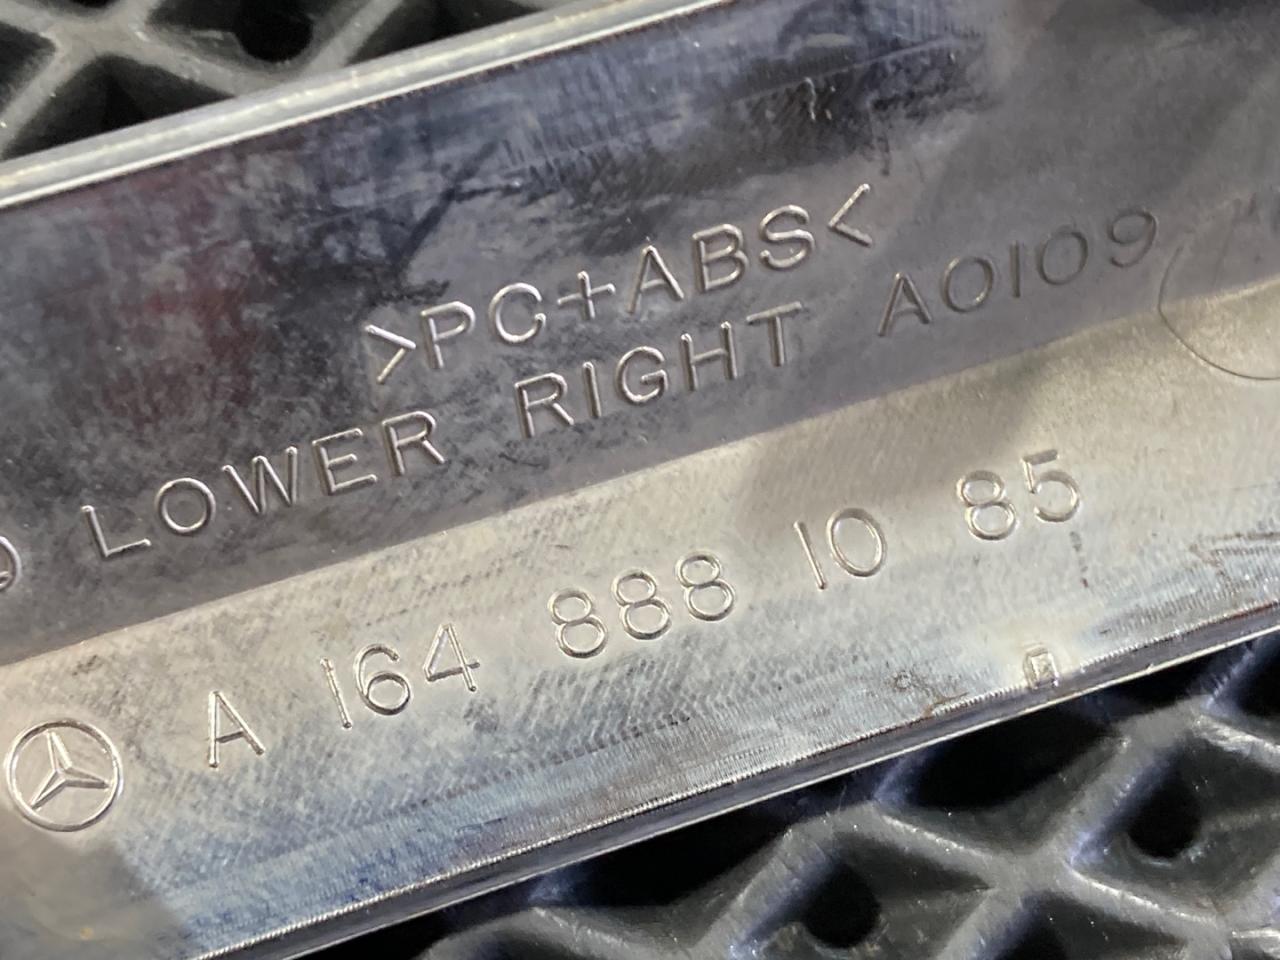 >PC+ABS<
LOWER RIGHT A0109
A 164 888 10 85